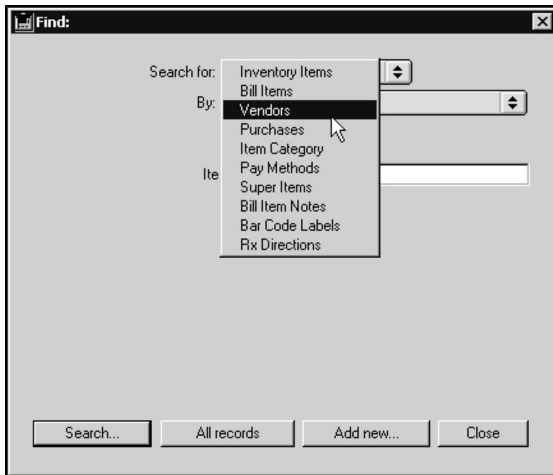 Find:
Search for:
Inventory Items
Bill Items
By:
Vendors
Purchases
Item Category
Ite
Pay Methods
Super Items
Bill Item Notes
Bar Code Labels
Rx Directions
Search...
All records
Add new...
Close